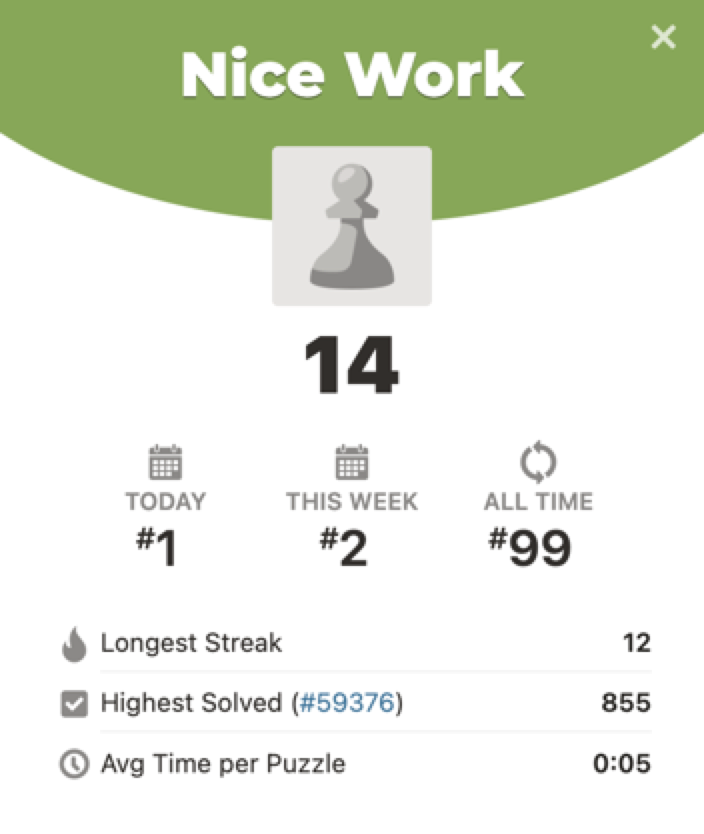 Nice Work
14
TODAY THIS WEEK ALL TIME
#1 #2 #99
Longest Streak 12
Highest Solved (#59376) 855
Avg Time per Puzzle 0:05